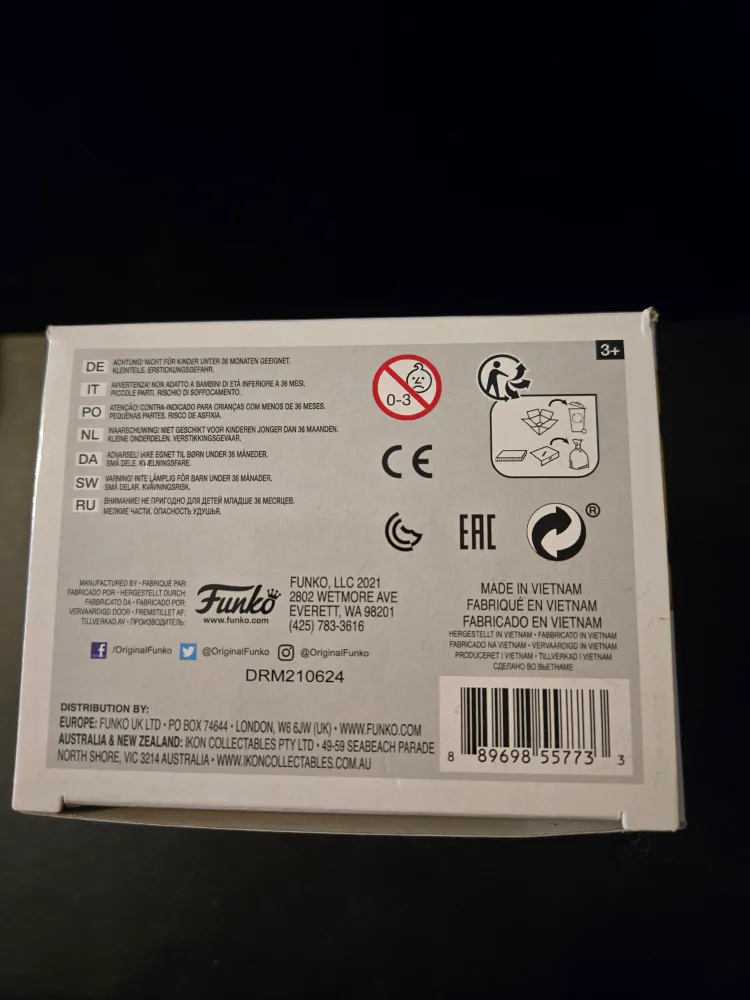 3+
DE ACHTUNG! NICHT FÜR KINDER UNTER 36 MONATEN GEEIGNET.
KLEINTEILE. ERSTICKUNGSGEFAHR.
IT AVVERTENZA! NON ADATTO A BAMBINI DI ETÀ INFERIORE A 36 MESI.
PICCOLE PARTI. RISCHIO DI SOFFOCAMENTO.
PO ATENÇÃO! CONTRA-INDICADO PARA CRIANÇAS COM MENOS DE 36 MESES.
PEQUENAS PARTES. RISCO DE ASFIXIA.
NL WAARSCHUWING! NIET GESCHIKT VOOR KINDEREN JONGER DAN 36 MAANDEN.
KLEINE ONDERDELEN. VERSTIKKINGSGEVAAR.
DA ADVARSEL! IKKE EGNET TIL BØRN UNDER 36 MÅNEDER.
SMÅ DELE. KVÆLNINGSFARE.
SW VARNING! INTE LÄMPLIG FÖR BARN UNDER 36 MÅNADER.
SMÅ DELAR. KVÄVNINGSRISK.
RU ВНИМАНИЕ! НЕ ПРИГОДНО ДЛЯ ДЕТЕЙ МЛАДШЕ 36 МЕСЯЦЕВ.
МЕЛКИЕ ЧАСТИ. ОПАСНОСТЬ УДУШЬЯ.
0-3
CE
EAC
®
MANUFACTURED BY • FABRIQUÉ PAR:
FABRICADO POR • HERGESTELLT DURCH:
FABBRICATO DA • FABRICADO POR:
VERVAARDIGD DOOR • FREMSTILLET AF:
TILLVERKAD AV • ПРОИЗВОДИТЕЛЬ:
Funko
www.funko.com
FUNKO, LLC 2021
2802 WETMORE AVE
EVERETT, WA 98201
(425) 783-3616
/OriginalFunko @OriginalFunko @OriginalFunko
DRM210624
MADE IN VIETNAM
FABRIQUÉ EN VIETNAM
FABRICADO EN VIETNAM
HERGESTELLT IN VIETNAM • FABBRICATO IN VIETNAM
FABRICADO NA VIETNAM • VERVAARDIGD IN VIETNAM
PRODUCERET I VIETNAM • TILLVERKAD I VIETNAM
СДЕЛАНО ВО ВЬЕТНАМЕ
DISTRIBUTION BY:
EUROPE: FUNKO UK LTD • PO BOX 74644 • LONDON, W6 6JW (UK) • WWW.FUNKO.COM
AUSTRALIA & NEW ZEALAND: IKON COLLECTABLES PTY LTD • 49-59 SEABEACH PARADE
NORTH SHORE, VIC 3214 AUSTRALIA • WWW.IKONCOLLECTABLES.COM.AU
8 89698 55773 3